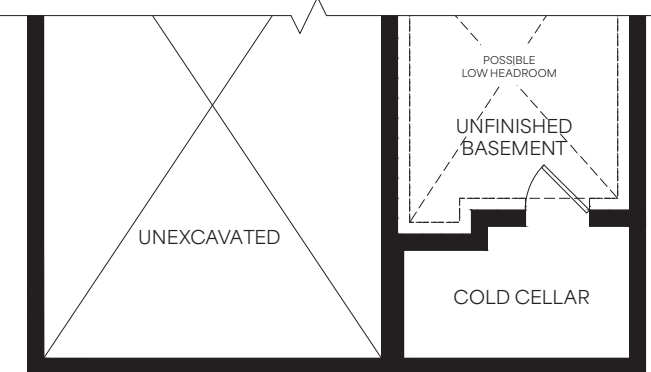 POSSIBLE
LOW HEADROOM
UNFINISHED
BASEMENT
UNEXCAVATED
COLD CELLAR